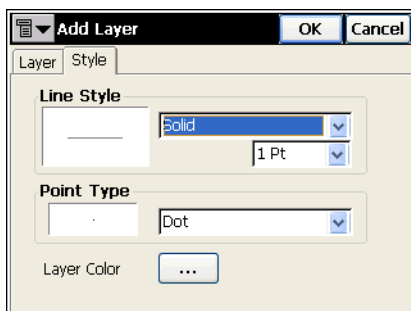 Add Layer OK Cancel
Layer Style
Line Style
Solid
1 Pt
Point Type
Dot
Layer Color ...